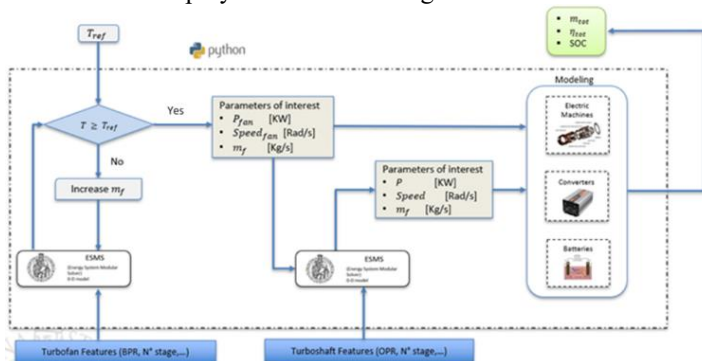 T_ref
python
T ≥ T_ref
Yes
No
Increase m_f
Parameters of interest
• P_fan [KW]
• Speed_fan [Rad/s]
• m_f [Kg/s]
Parameters of interest
• P [KW]
• Speed [Rad/s]
• m_f [Kg/s]
ESMS
(Energy System Modular
Solver)
0-D model
ESMS
(Energy System Modular
Solver)
0-D model
Modeling
Electric
Machines
Converters
Batteries
• m_tot
• η_tot
• SOC
Turbofan Features (BPR, N° stage,...)
Turboshaft Features (OPR, N° stage,...)